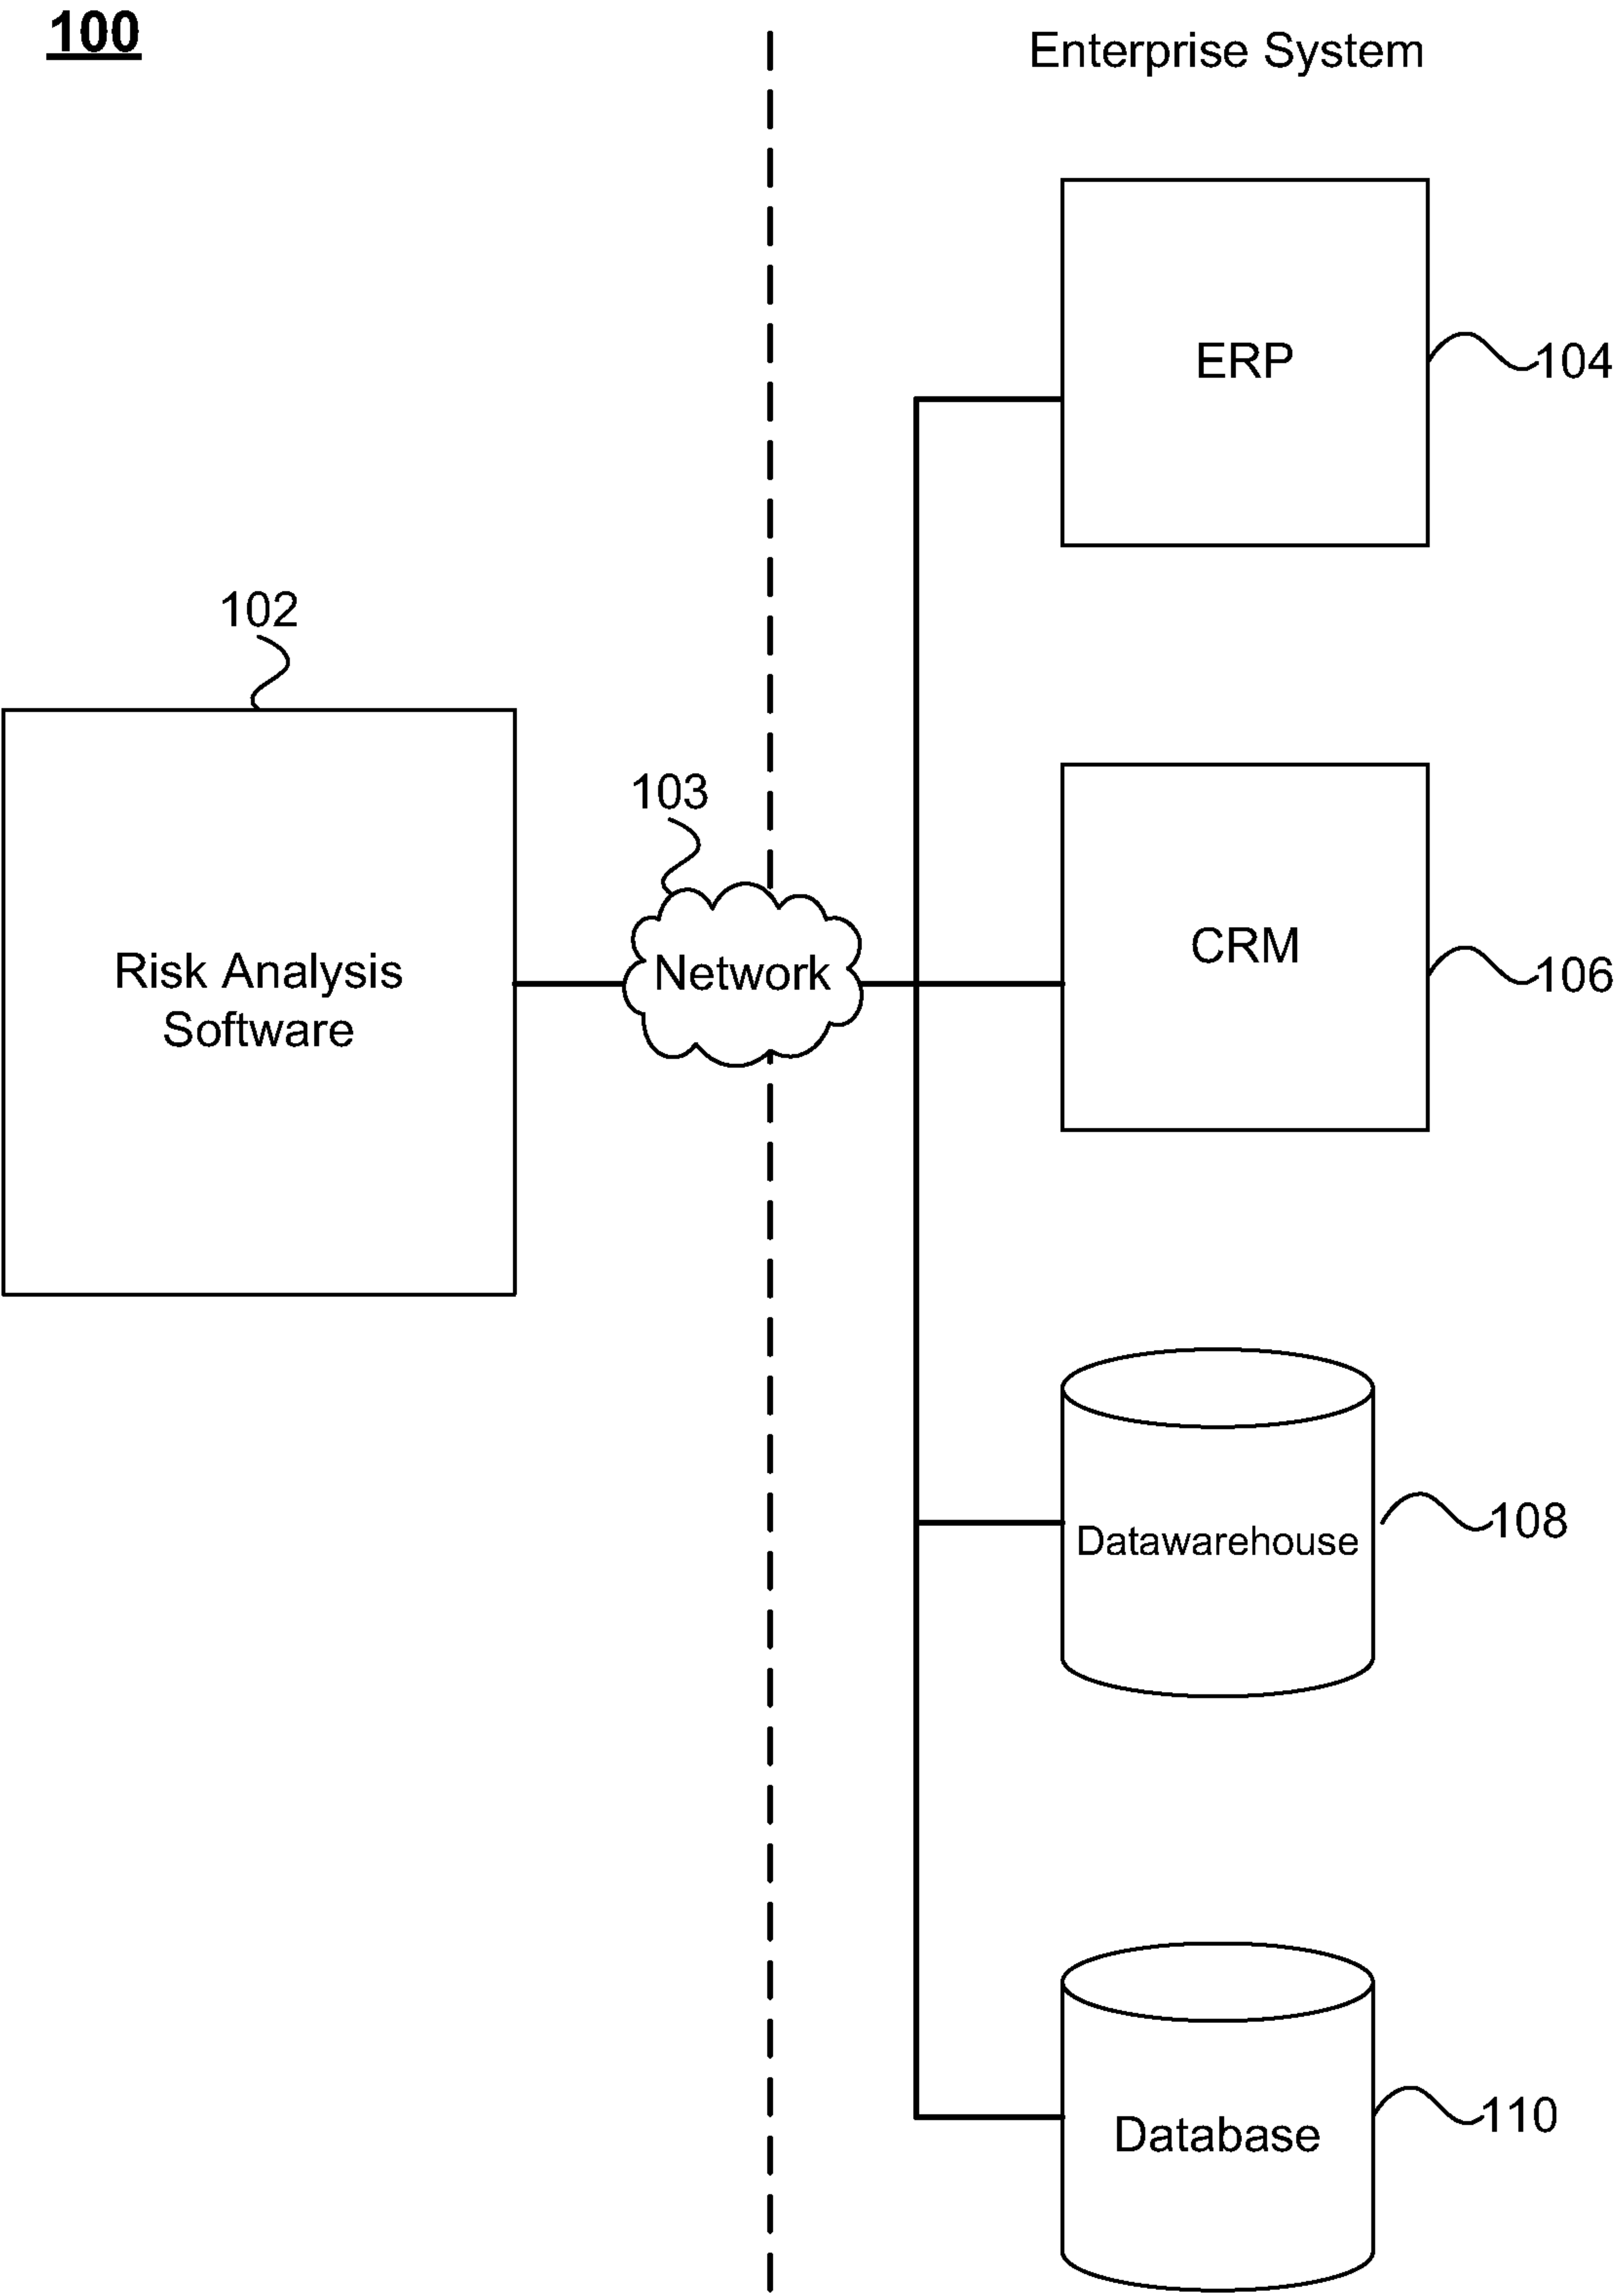 100
Enterprise System
ERP
104
102
103
Risk Analysis
Software
Network
CRM
106
Datawarehouse
108
Database
110